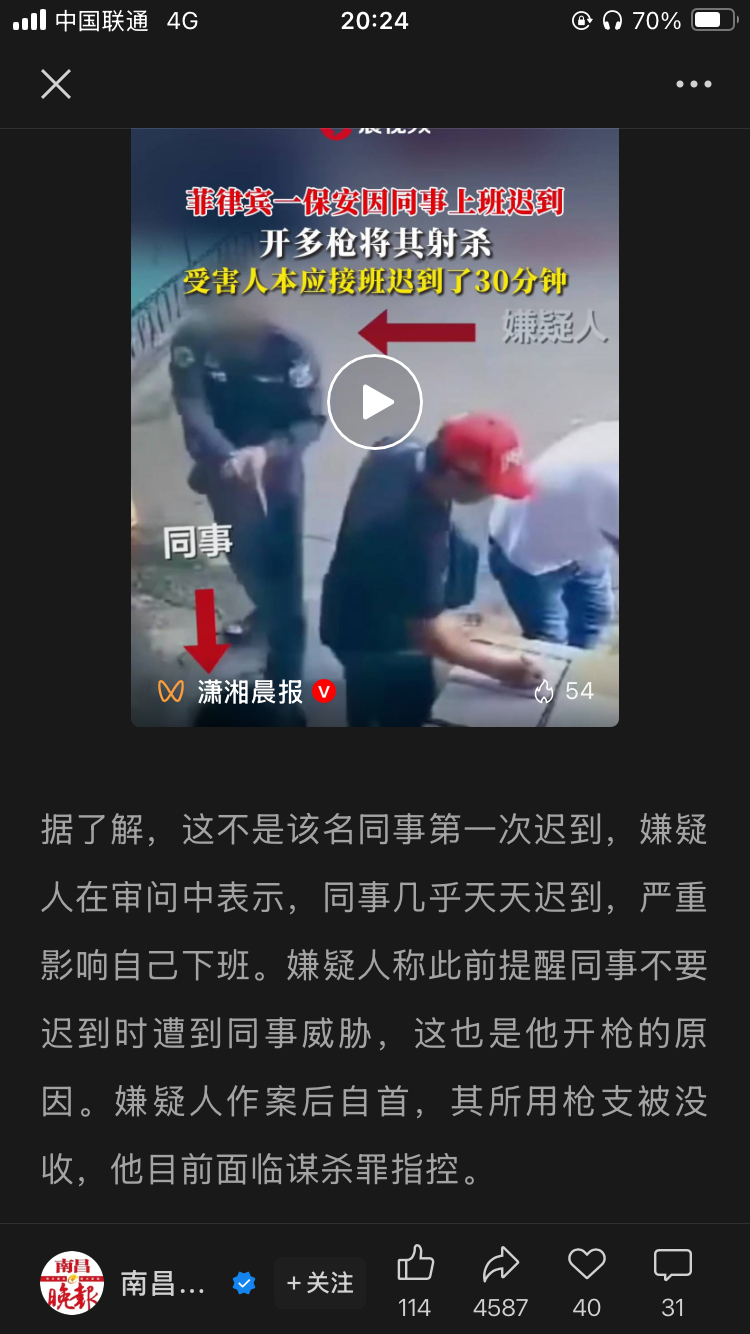 中国联通 4G 20:24 70%
菲律宾一保安因同事上班迟到
开多枪将其射杀
受害人本应接班迟到了30分钟
嫌疑人
同事
潇湘晨报 V 54
据了解，这不是该名同事第一次迟到，嫌疑
人在审问中表示，同事几乎天天迟到，严重
影响自己下班。嫌疑人称此前提醒同事不要
迟到时遭到同事威胁，这也是他开枪的原
因。嫌疑人作案后自首，其所用枪支被没
收，他目前面临谋杀罪指控。
南昌晚报 南昌... +关注
114 4587 40 31